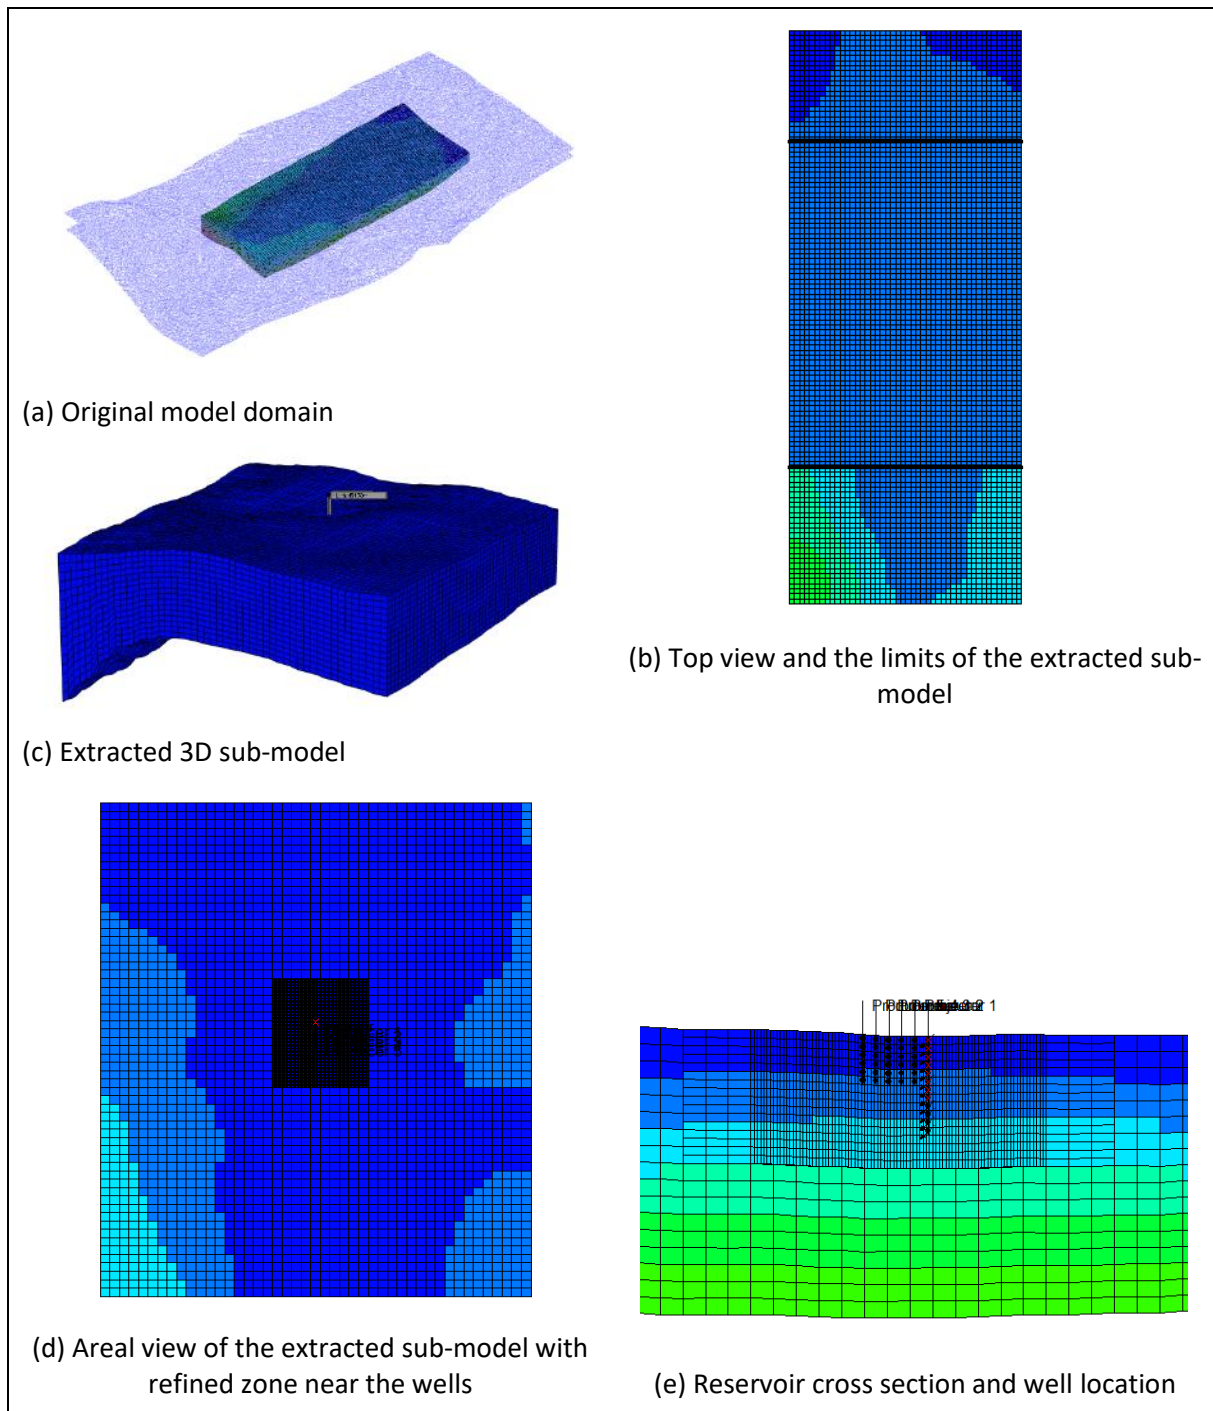 (a) Original model domain
(b) Top view and the limits of the extracted sub-
model
(c) Extracted 3D sub-model
(d) Areal view of the extracted sub-model with
refined zone near the wells
(e) Reservoir cross section and well location